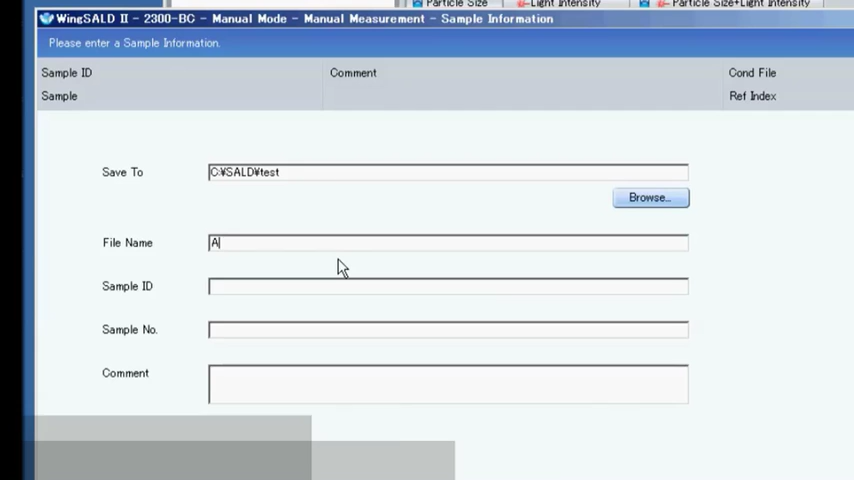 Particle Size Light Intensity Particle Size+Light Intensity
WingSALD II - 2300-BC - Manual Mode - Manual Measurement - Sample Information
Please enter a Sample Information.
Sample ID Comment Cond File
Sample Ref Index
Save To C:¥SALD¥test
Browse...
File Name A
Sample ID
Sample No.
Comment